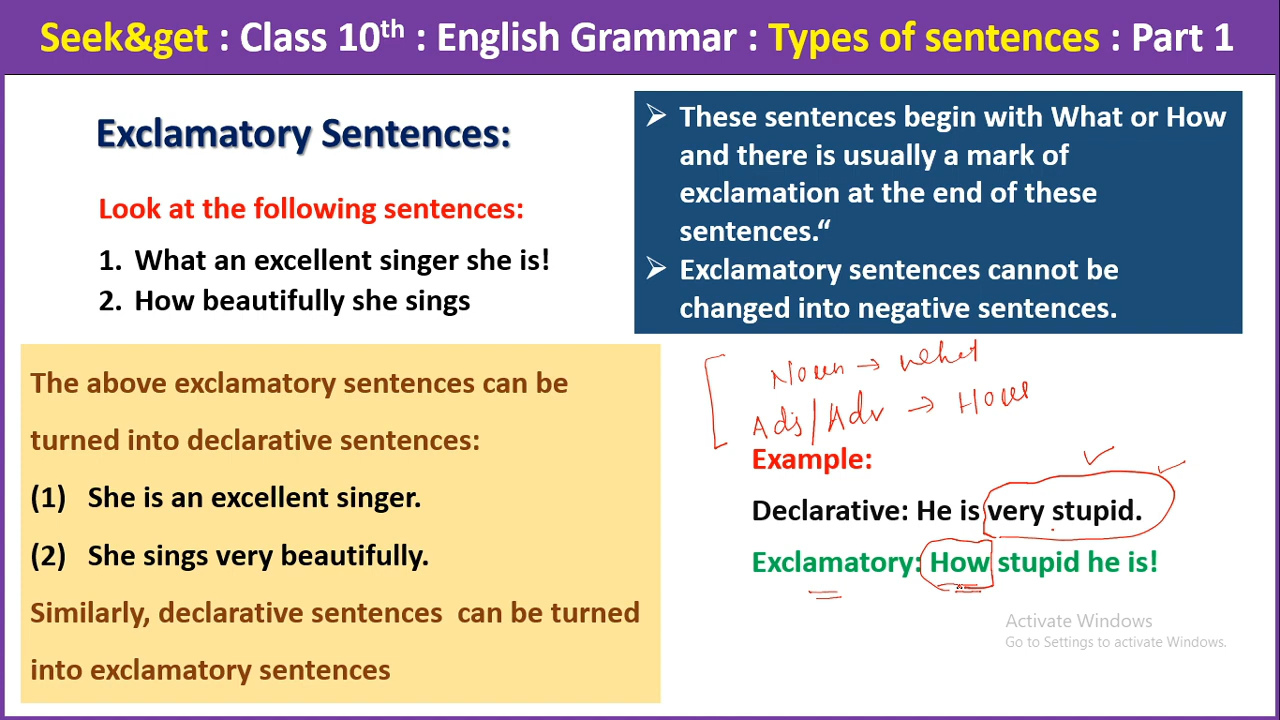 Seek&get : Class 10th : English Grammar : Types of sentences : Part 1
Exclamatory Sentences:
Look at the following sentences:
1. What an excellent singer she is!
2. How beautifully she sings
➢ These sentences begin with What or How
and there is usually a mark of
exclamation at the end of these
sentences.“
➢ Exclamatory sentences cannot be
changed into negative sentences.
The above exclamatory sentences can be
turned into declarative sentences:
(1) She is an excellent singer.
(2) She sings very beautifully.
Similarly, declarative sentences can be turned
into exclamatory sentences
Noun → what
Adj/Adv → How
Example:
Declarative: He is very stupid.
Exclamatory: How stupid he is!
Activate Windows
Go to Settings to activate Windows.